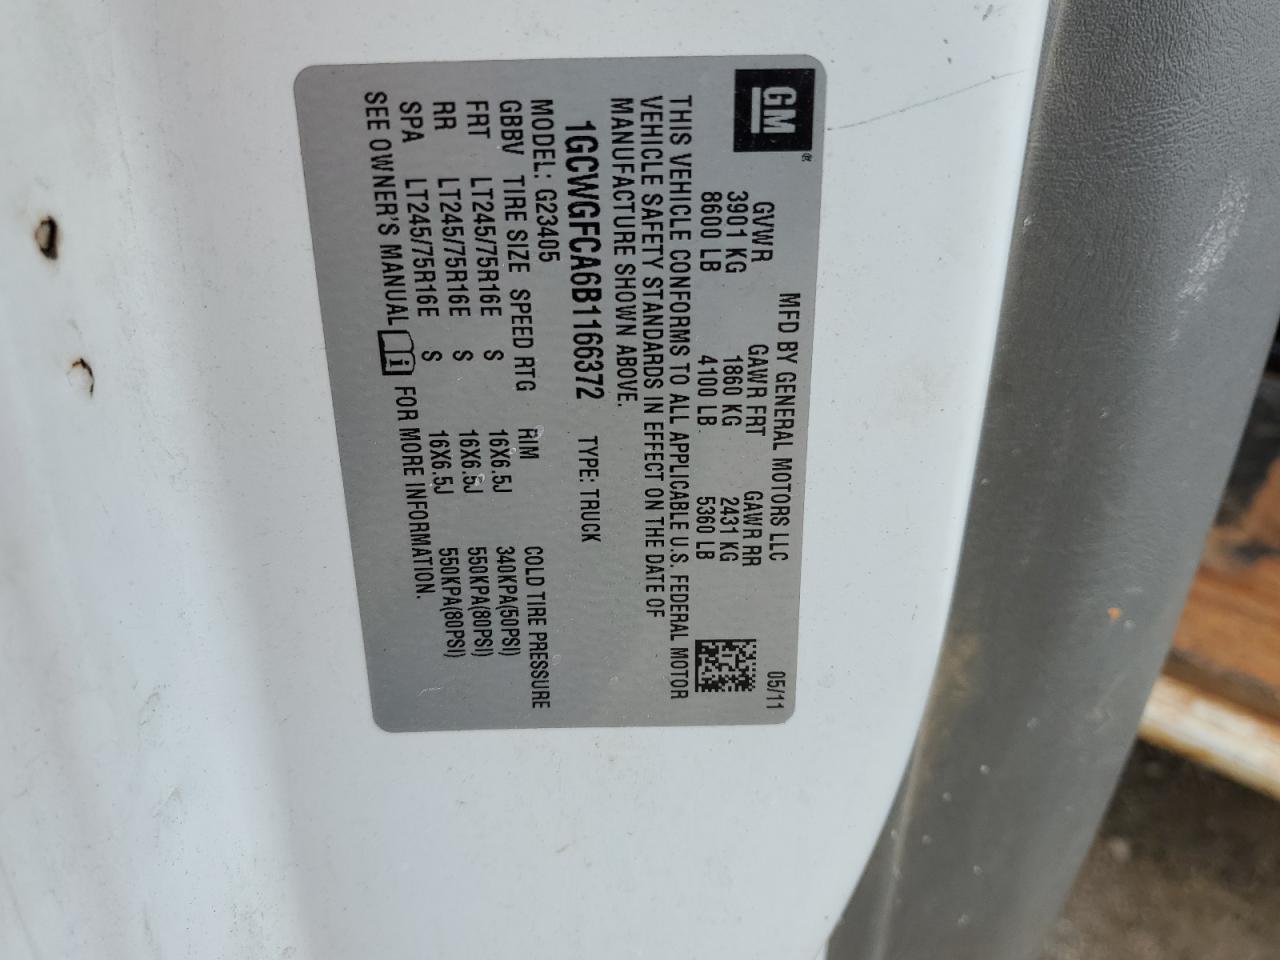 GM®
MFD BY GENERAL MOTORS LLC 05/11
GVWR GAWR FRT GAWR RR
3901 KG 1860 KG 2431 KG
8600 LB 4100 LB 5360 LB
THIS VEHICLE CONFORMS TO ALL APPLICABLE U.S. FEDERAL MOTOR
VEHICLE SAFETY STANDARDS IN EFFECT ON THE DATE OF
MANUFACTURE SHOWN ABOVE.
1GCWGFCA6B1166372 TYPE: TRUCK
MODEL: G23405
GBBV TIRE SIZE SPEED RTG RIM COLD TIRE PRESSURE
FRT LT245/75R16E S 16X6.5J 340KPA(50PSI)
RR LT245/75R16E S 16X6.5J 550KPA(80PSI)
SPA LT245/75R16E S 16X6.5J 550KPA(80PSI)
SEE OWNER'S MANUAL i FOR MORE INFORMATION.